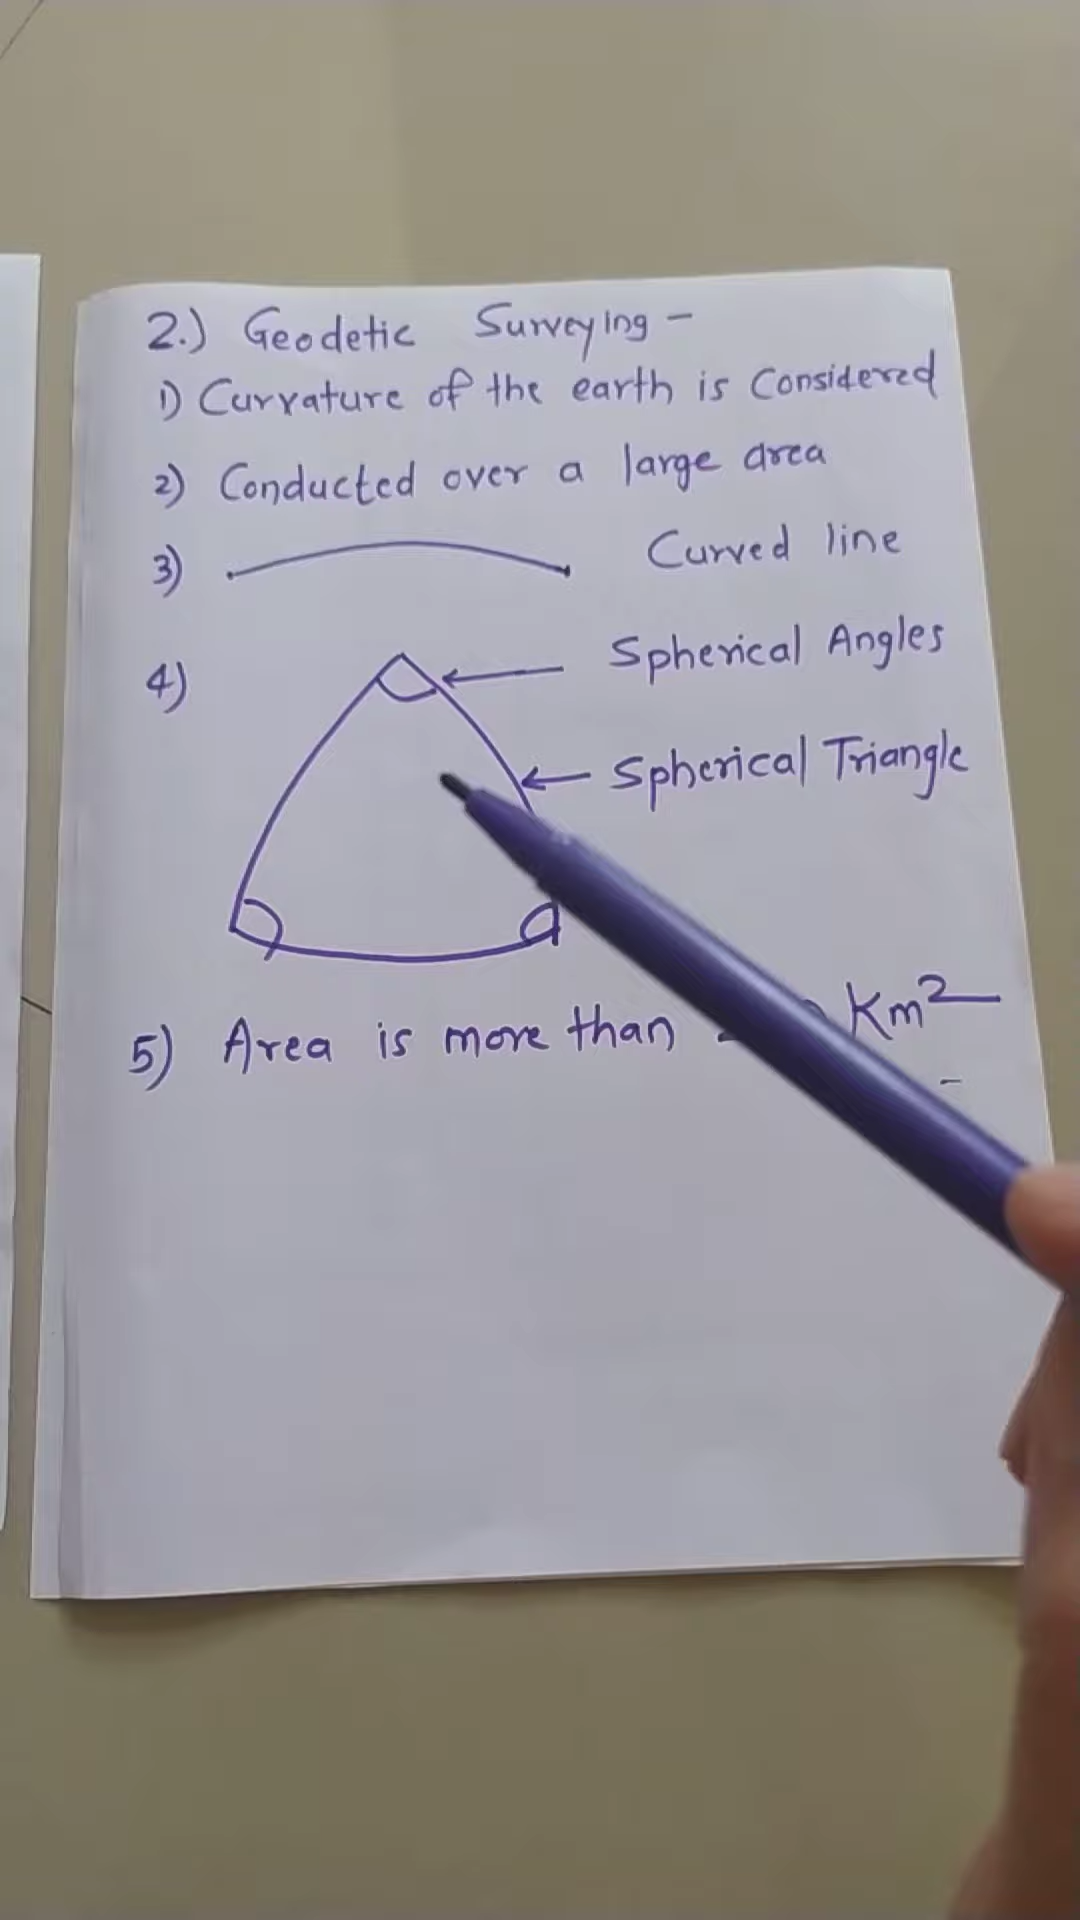 2.) Geodetic Surveying -
1) Curvature of the earth is Considered
2) Conducted over a large area
3) Curved line
4) Spherical Angles
Spherical Triangle
5) Area is more than Km²